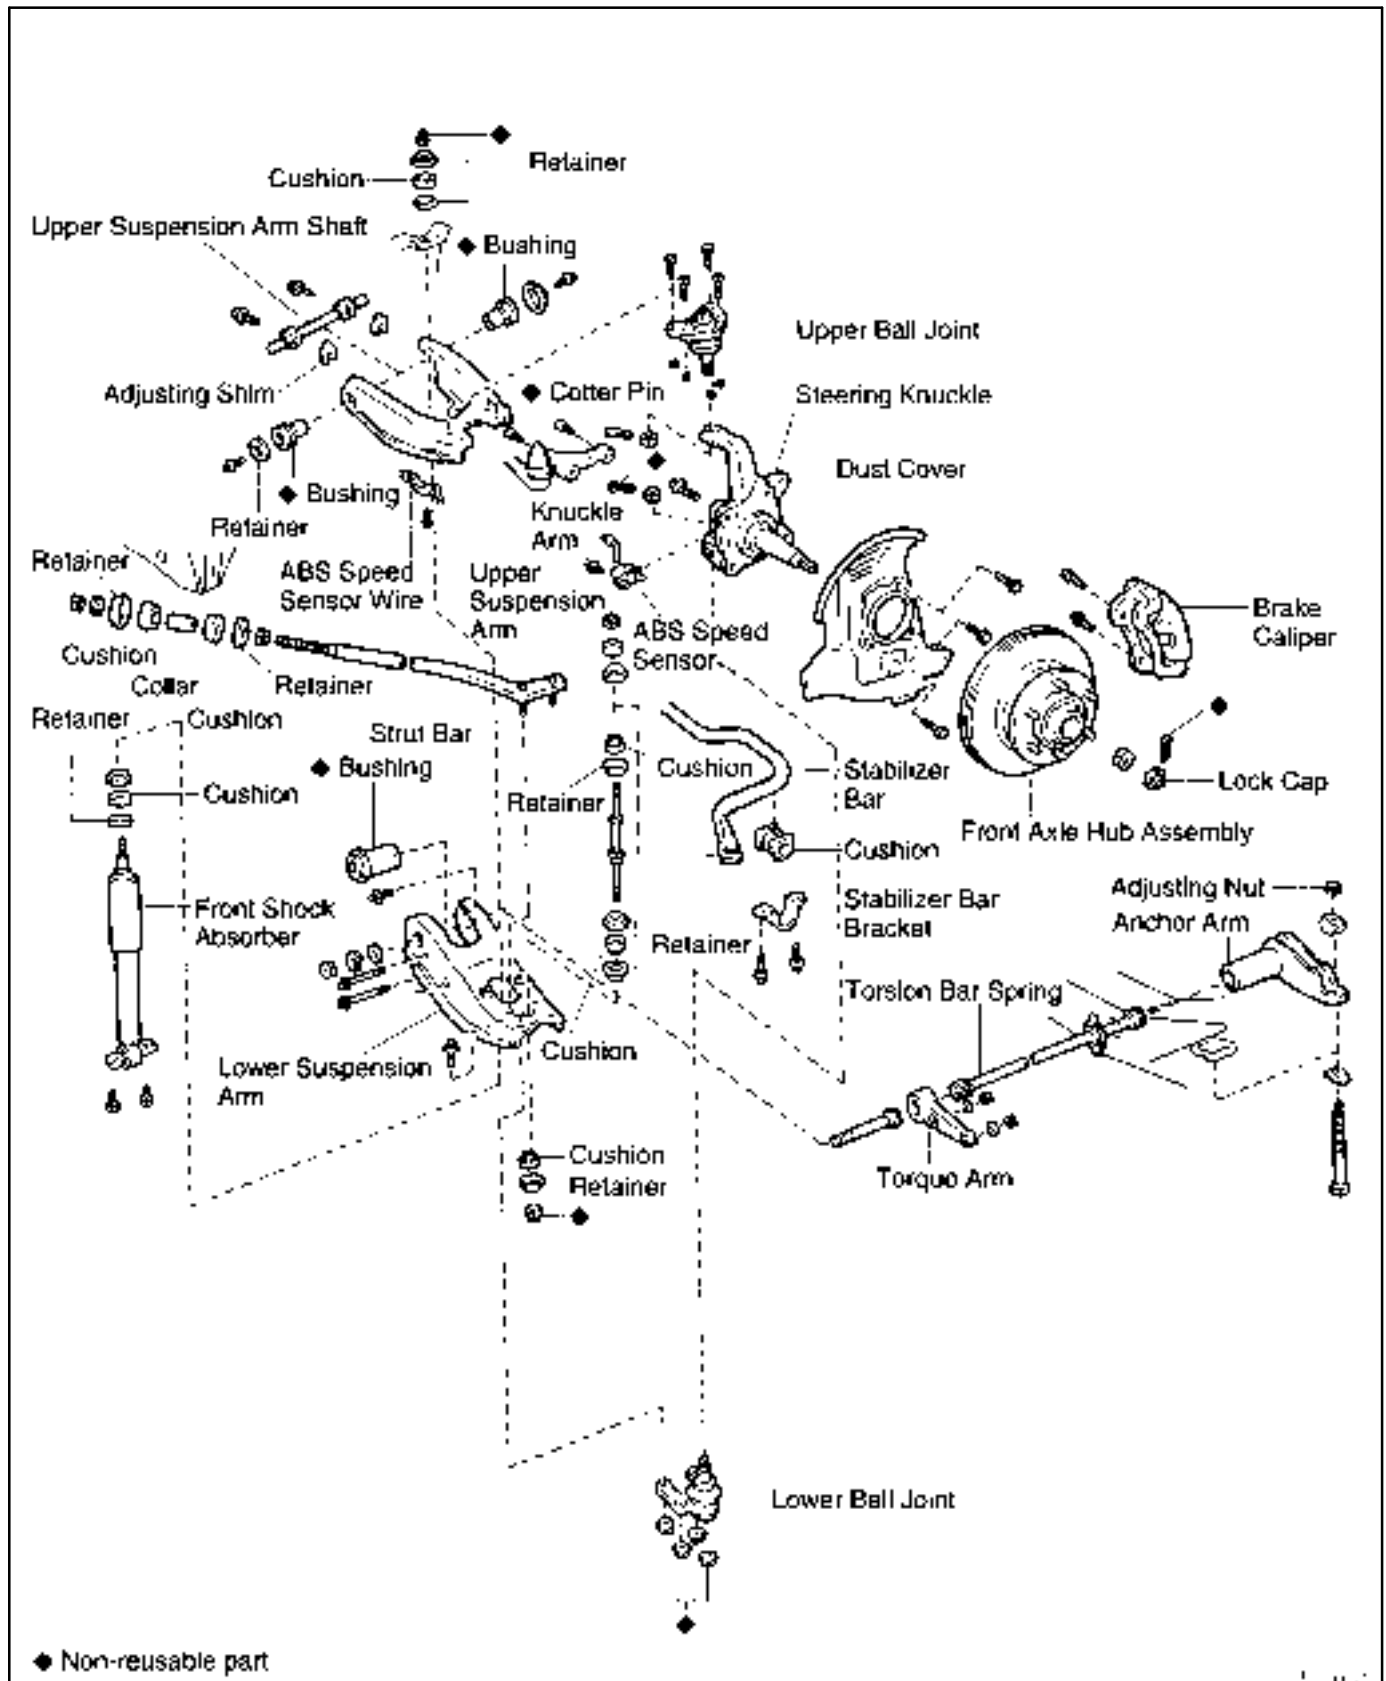 ◆
Retainer
Cushion
Upper Suspension Arm Shaft
◆ Bushing
Upper Ball Joint
Adjusting Shim
◆ Cotter Pin
Steering Knuckle
◆
Dust Cover
◆ Bushing
Retainer
Knuckle
Arm
Retainer
ABS Speed
Sensor Wire
Upper
Suspension
Arm
ABS Speed
Sensor
Brake
Caliper
Cushion
Collar
Retainer
Retainer
Cushion
Strut Bar
◆
◆ Bushing
Cushion
Stabilizer
Bar
Lock Cap
Cushion
Retainer
Front Axle Hub Assembly
Cushion
Adjusting Nut
Anchor Arm
Front Shock
Absorber
Stabilizer Bar
Bracket
Retainer
Torsion Bar Spring
Cushion
Lower Suspension
Arm
Cushion
Retainer
◆
Torque Arm
Lower Ball Joint
◆
◆ Non-reusable part